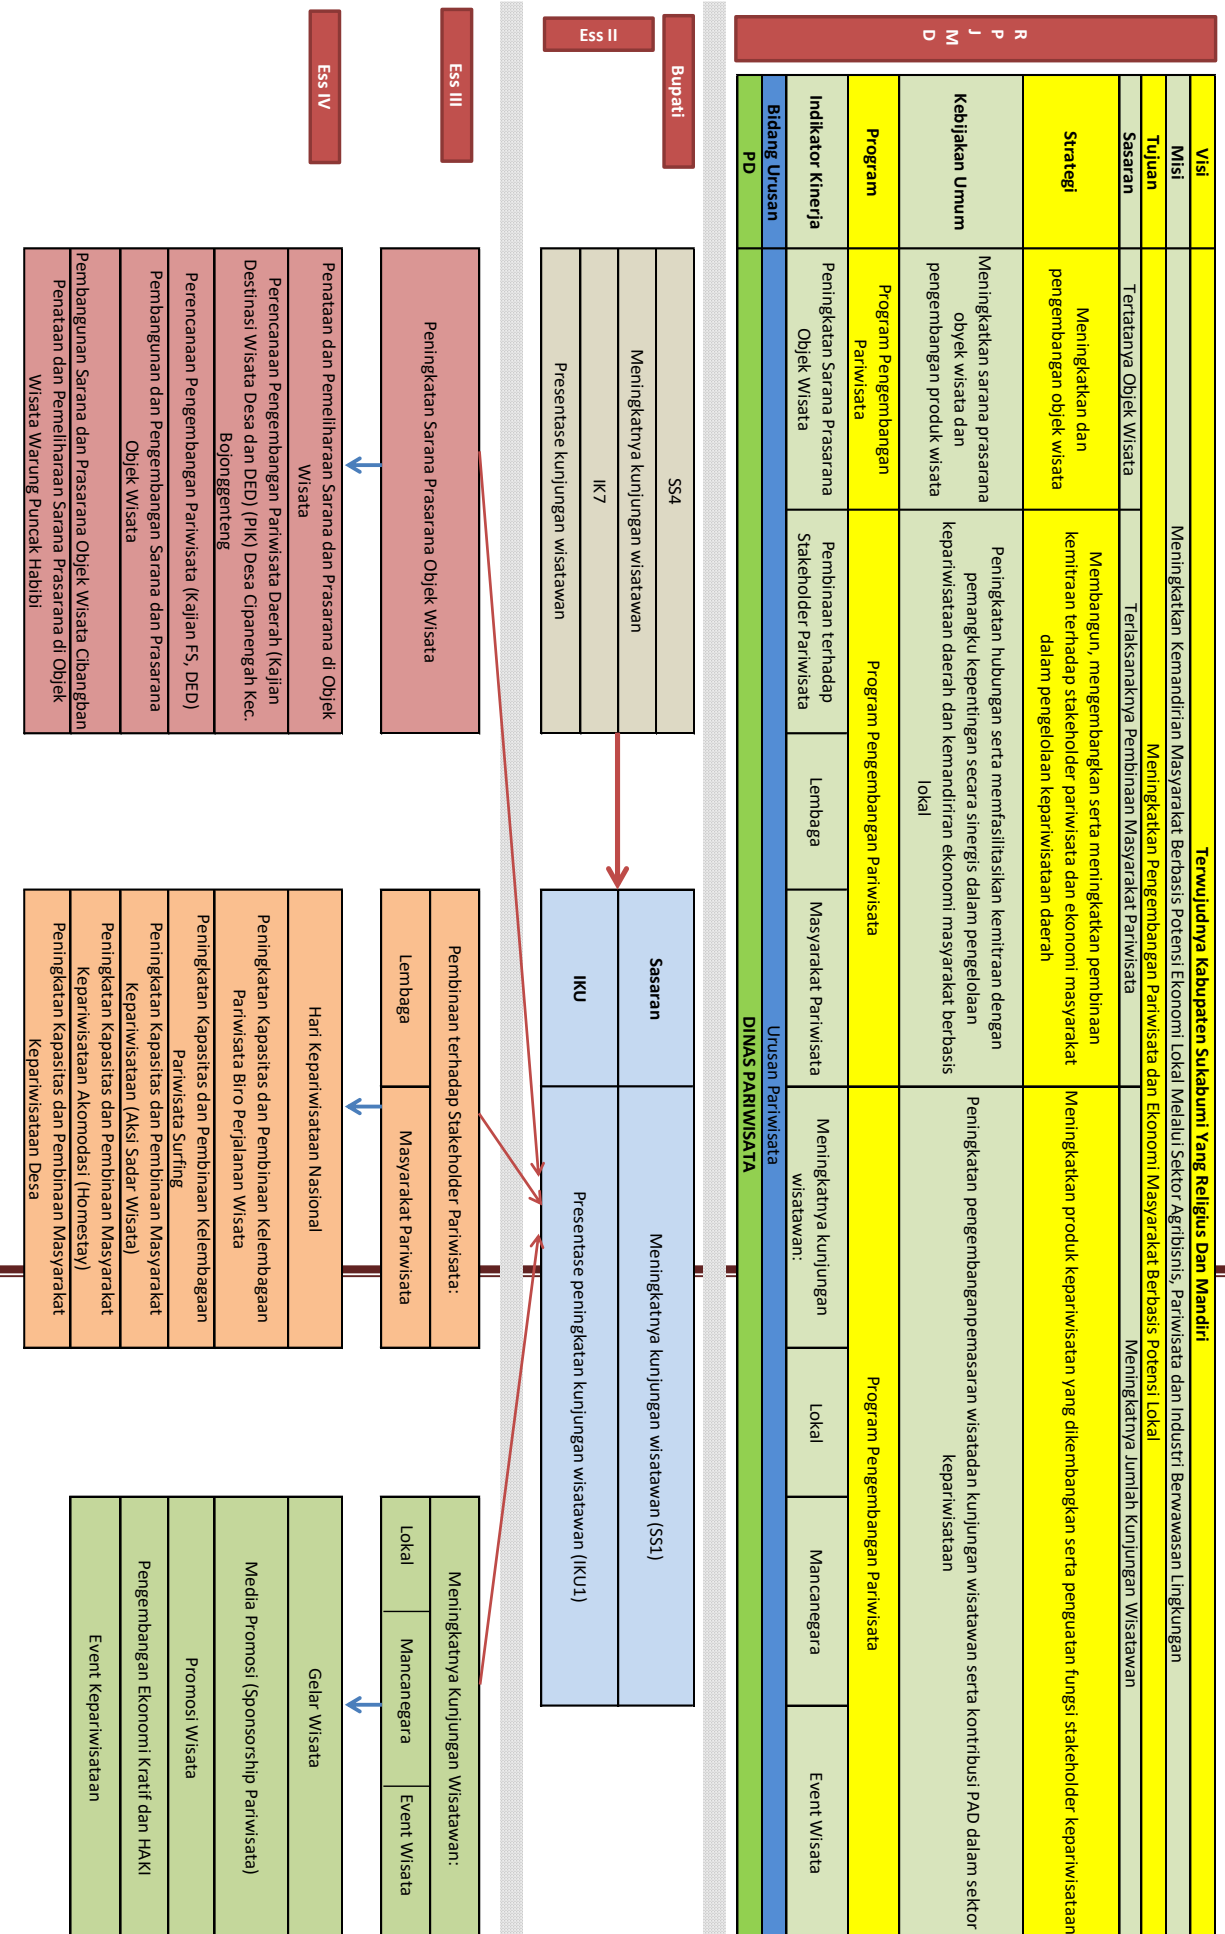 R P J M D
Visi
Terwujudnya Kabupaten Sukabumi Yang Religius Dan Mandiri
Misi
Meningkatkan Kemandirian Masyarakat Berbasis Potensi Ekonomi Lokal Melalui Sektor Agribisnis, Pariwisata dan Industri Berwawasan Lingkungan
Tujuan
Meningkatkan Pengembangan Pariwisata dan Ekonomi Masyarakat Berbasis Potensi Lokal
Sasaran
Tertatanya Objek Wisata
Terlaksanaknya Pembinaan Masyarakat Pariwisata
Meningkatnya Jumlah Kunjungan Wisatawan
Strategi
Meningkatkan dan
pengembangan objek wisata
Membangun, mengembangkan serta meningkatkan pembinaan
kemitraan terhadap stakeholder pariwisata dan ekonomi masyarakat
dalam pengelolaan kepariwisataan daerah
Meningkatkan produk kepariwisatan yang dikembangkan serta penguatan fungsi stakeholder kepariwisataan
Kebijakan Umum
Meningkatkan sarana prasarana
obyek wisata dan
pengembangan produk wisata
Peningkatan hubungan serta memfasilitasikan kemitraan dengan
pemangku kepentingan secara sinergis dalam pengelolaan
kepariwisataan daerah dan kemandiriran ekonomi masyarakat berbasis
lokal
Peningkatan pengembanganpemasaran wisatadan kunjungan wisatawan serta kontribusi PAD dalam sektor
kepariwisataan
Program
Program Pengembangan
Pariwisata
Program Pengembangan Pariwisata
Program Pengembangan Pariwisata
Indikator Kinerja
Peningkatan Sarana Prasarana
Objek Wisata
Pembinaan terhadap
Stakeholder Pariwisata
Lembaga
Masyarakat Pariwisata
Meningkatnya kunjungan
wisatawan:
Lokal
Mancanegara
Event Wisata
Bidang Urusan
Urusan Pariwisata
PD
DINAS PARIWISATA
Bupati
Ess II
SS4
Meningkatnya kunjungan wisatawan
IK7
Presentase kunjungan wisatawan
Sasaran
Meningkatnya kunjungan wisatawan (SS1)
IKU
Presentase peningkatan kunjungan wisatawan (IKU1)
Ess III
Peningkatan Sarana Prasarana Objek Wisata
Pembinaan terhadap Stakeholder Pariwisata:
Lembaga
Masyarakat Pariwisata
Meningkatnya Kunjungan Wisatawan:
Lokal
Mancanegara
Event Wisata
Ess IV
Penataan dan Pemeliharaan Sarana dan Prasarana di Objek
Wisata
Perencanaan Pengembangan Pariwisata Daerah (Kajian
Destinasi Wisata Desa dan DED) (PIK) Desa Cipanengah Kec.
Bojonggenteng
Perencanaan Pengembangan Pariwisata (Kajian FS, DED)
Pembangunan dan Pengembangan Sarana dan Prasarana
Objek Wisata
Pembangunan Sarana dan Prasarana Objek Wisata Cibangban
Penataan dan Pemeliharaan Sarana Prasarana di Objek
Wisata Warung Puncak Habibi
Hari Kepariwisataan Nasional
Peningkatan Kapasitas dan Pembinaan Kelembagaan
Pariwisata Biro Perjalanan Wisata
Peningkatan Kapasitas dan Pembinaan Kelembagaan
Pariwisata Surfing
Peningkatan Kapasitas dan Pembinaan Masyarakat
Kepariwisataan (Aksi Sadar Wisata)
Peningkatan Kapasitas dan Pembinaan Masyarakat
Kepariwisataan Akomodasi (Homestay)
Peningkatan Kapasitas dan Pembinaan Masyarakat
Kepariwisataan Desa
Gelar Wisata
Media Promosi (Sponsorship Pariwisata)
Promosi Wisata
Pengembangan Ekonomi Kratif dan HAKI
Event Kepariwisataan